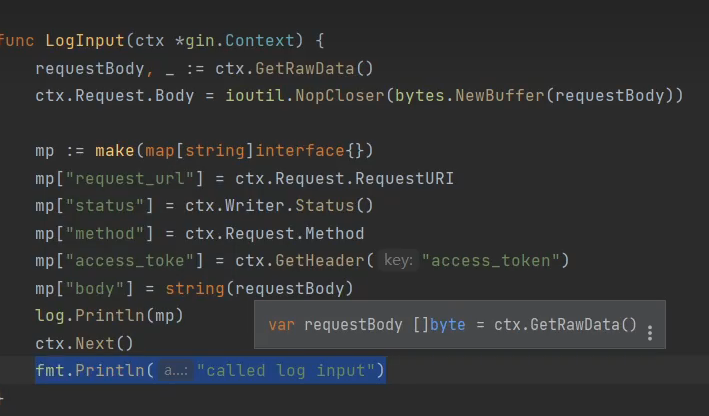 func LogInput(ctx *gin.Context) {
requestBody, _ := ctx.GetRawData()
ctx.Request.Body = ioutil.NopCloser(bytes.NewBuffer(requestBody))
mp := make(map[string]interface{})
mp["request_url"] = ctx.Request.RequestURI
mp["status"] = ctx.Writer.Status()
mp["method"] = ctx.Request.Method
mp["access_toke"] = ctx.GetHeader( key: "access_token")
mp["body"] = string(requestBody)
log.Println(mp)
var requestBody []byte = ctx.GetRawData()
ctx.Next()
fmt.Println( a...: "called log input")